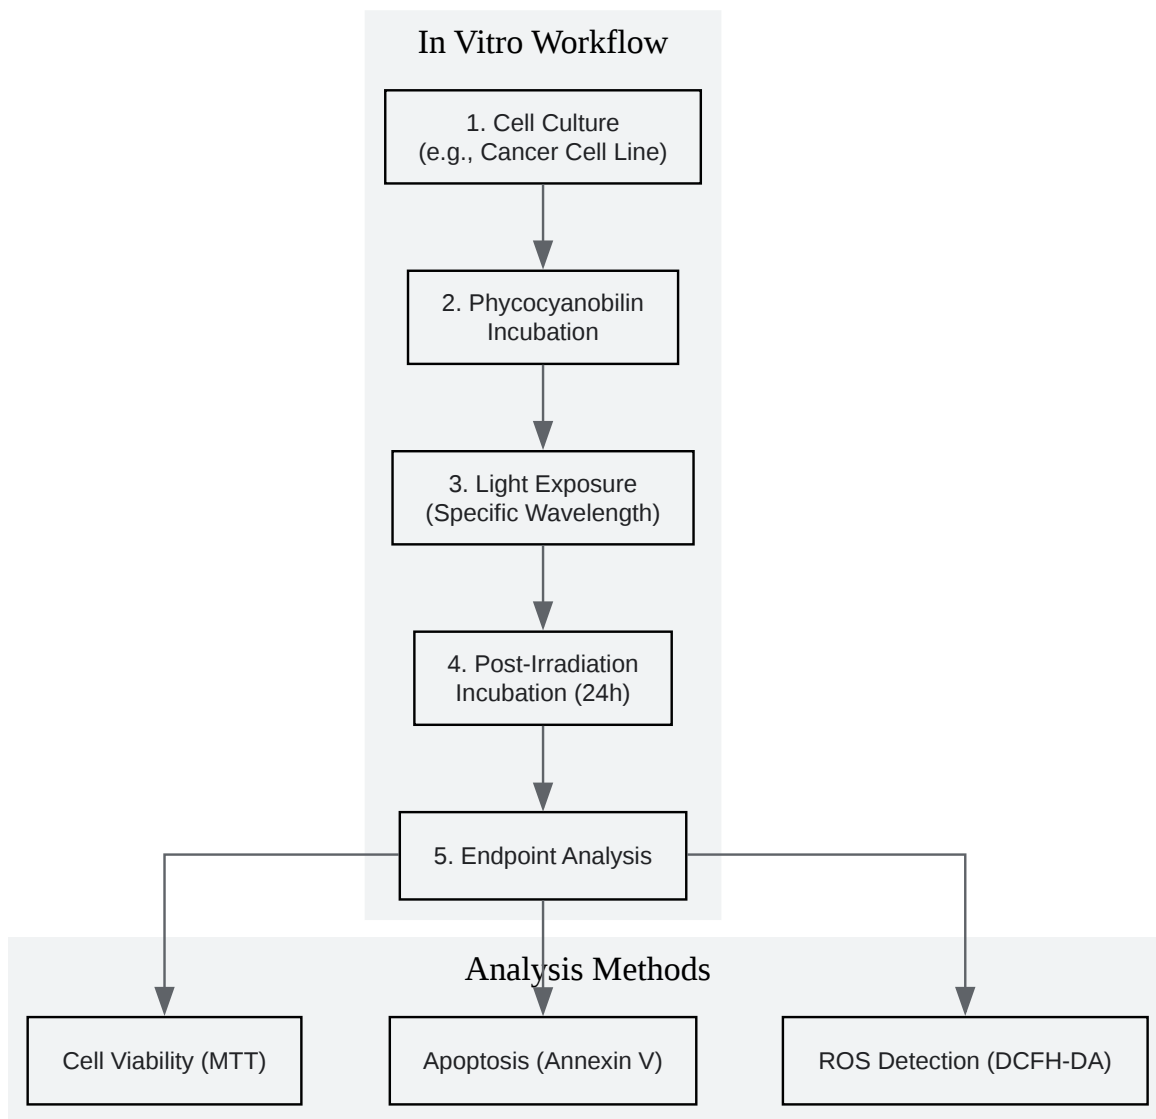 In Vitro Workflow
1. Cell Culture
(e.g., Cancer Cell Line)
2. Phycocyanobilin
Incubation
3. Light Exposure
(Specific Wavelength)
4. Post-Irradiation
Incubation (24h)
5. Endpoint Analysis
Analysis Methods
Cell Viability (MTT)
Apoptosis (Annexin V)
ROS Detection (DCFH-DA)